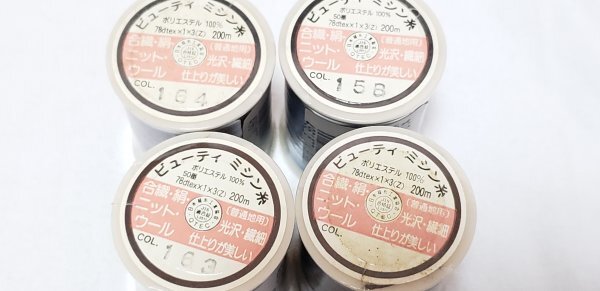 ビューティ ミシン糸
ポリエステル 100%
50番
78dtex×1×3(Z) 200m
合繊・絹・
(普通地用)
ニット・
光沢・繊細
ウール
仕上りが美しい
COL.
164
ビューティ ミシン糸
ポリエステル 100%
50番
78dtex×1×3(Z) 200m
合繊・絹・
(普通地用)
ニット・
光沢・繊細
ウール
仕上りが美しい
COL.
158
ビューティ ミシン糸
ポリエステル 100%
50番
78dtex×1×3(Z) 200m
合繊・絹・
(普通地用)
ニット・
光沢・繊細
ウール
仕上りが美しい
COL.
163
ビューティ ミシン糸
ポリエステル 100%
50番
78dtex×1×3(Z) 200m
合繊・絹・
(普通地用)
ニット・
光沢・繊細
ウール
仕上りが美しい
COL.